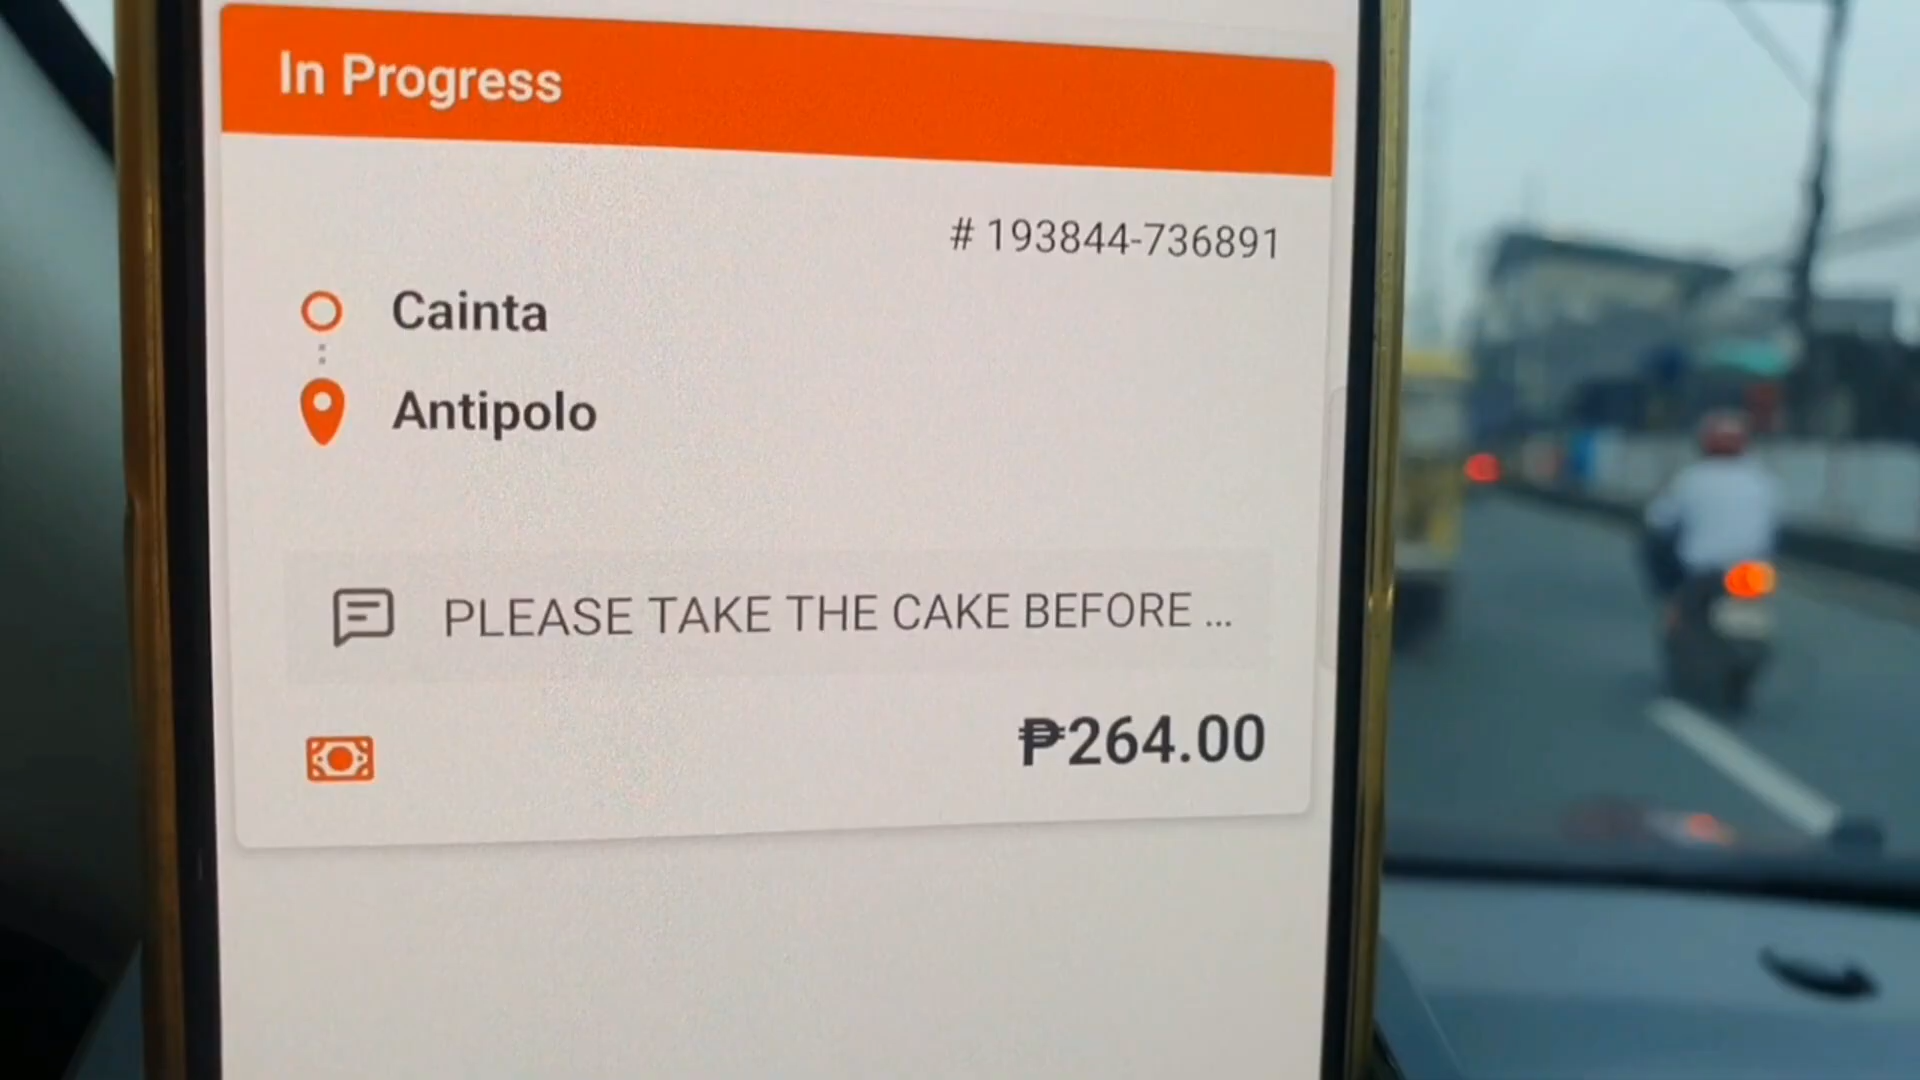 In Progress
# 193844-736891
Cainta
Antipolo
PLEASE TAKE THE CAKE BEFORE ...
₱264.00